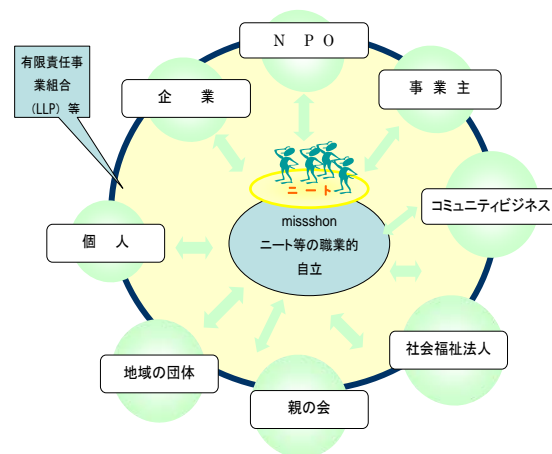 有限責任事
業組合
（LLP）等
Ｎ　ＰＯ
企　業
事 業 主
ニート
missshon
ニート等の職業的
自立
コミュニティビジネス
個　人
社会福祉法人
地域の団体
親の会